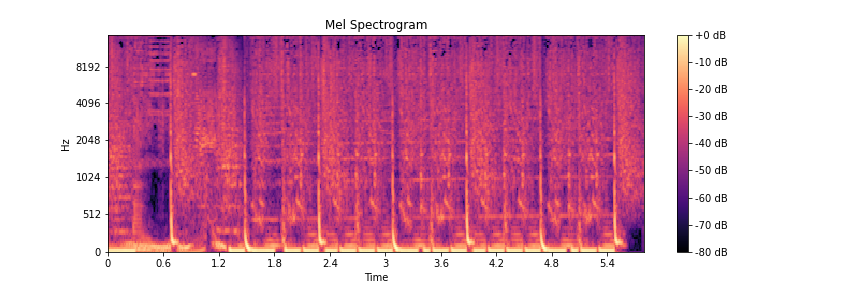 Mel Spectrogram
Hz
8192
4096
2048
1024
512
0
0 0.6 1.2 1.8 2.4 3 3.6 4.2 4.8 5.4
Time
+0 dB
-10 dB
-20 dB
-30 dB
-40 dB
-50 dB
-60 dB
-70 dB
-80 dB